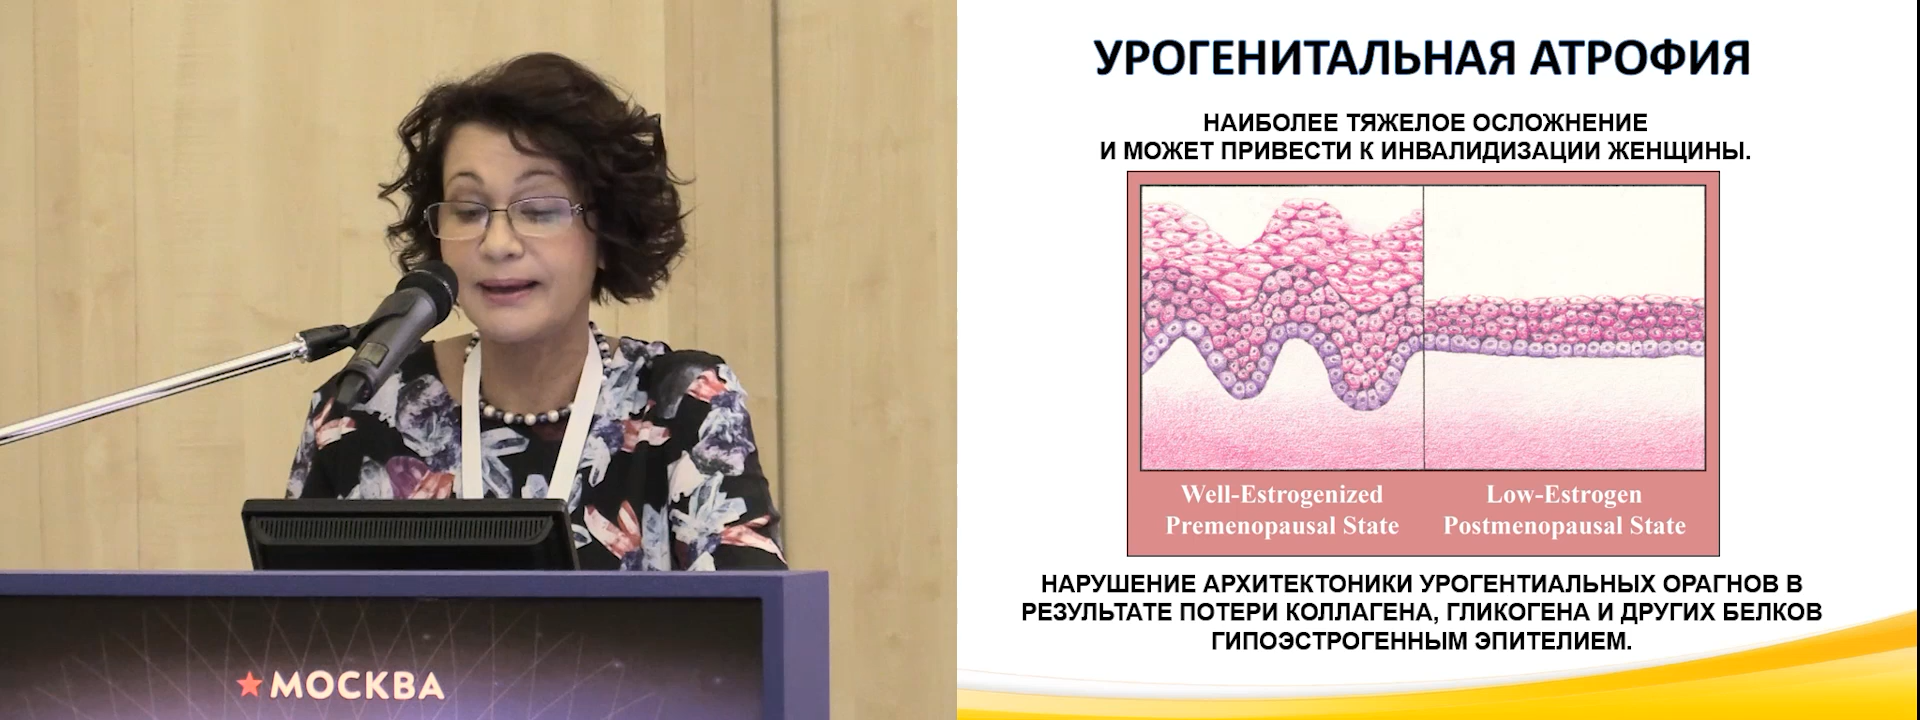 ★МОСКВА
УРОГЕНИТАЛЬНАЯ АТРОФИЯ
НАИБОЛЕЕ ТЯЖЕЛОЕ ОСЛОЖНЕНИЕ
И МОЖЕТ ПРИВЕСТИ К ИНВАЛИДИЗАЦИИ ЖЕНЩИНЫ.
Well-Estrogenized
Premenopausal State
Low-Estrogen
Postmenopausal State
НАРУШЕНИЕ АРХИТЕКТОНИКИ УРОГЕНТИАЛЬНЫХ ОРАГНОВ В
РЕЗУЛЬТАТЕ ПОТЕРИ КОЛЛАГЕНА, ГЛИКОГЕНА И ДРУГИХ БЕЛКОВ
ГИПОЭСТРОГЕННЫМ ЭПИТЕЛИЕМ.